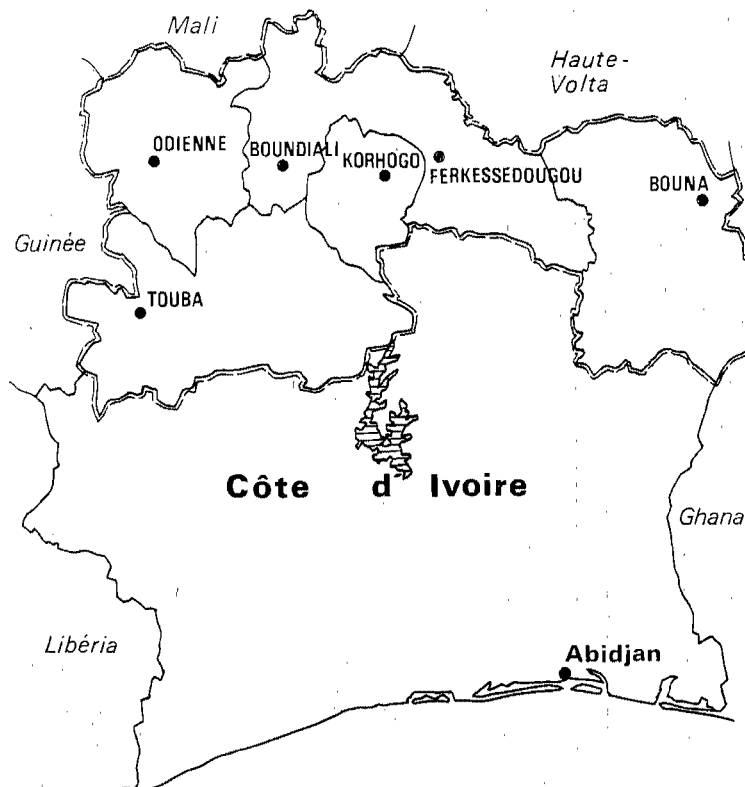 Mali
Haute-
Volta
ODIENNE
BOUNDIALI
KORHOGO
FERKESSEDOUGOU
BOUNA
Guinée
TOUBA
Côte d'Ivoire
Ghana
Libéria
Abidjan